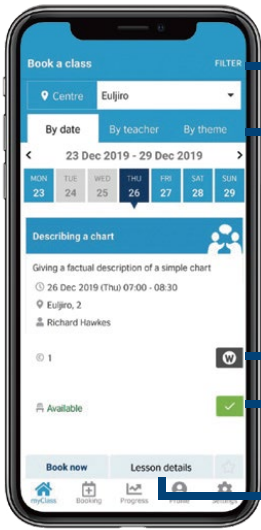 Book a class FILTER
Centre Euljiro
By date By teacher By theme
< 23 Dec 2019 - 29 Dec 2019 >
MON TUE WED THU FRI SAT SUN
23 24 25 26 27 28 29
Describing a chart
Giving a factual description of a simple chart
26 Dec 2019 (Thu) 07:00 - 08:30
Euljiro, 2
Richard Hawkes
1 W
Available
Book now Lesson details
myClass Booking Progress Profile Settings